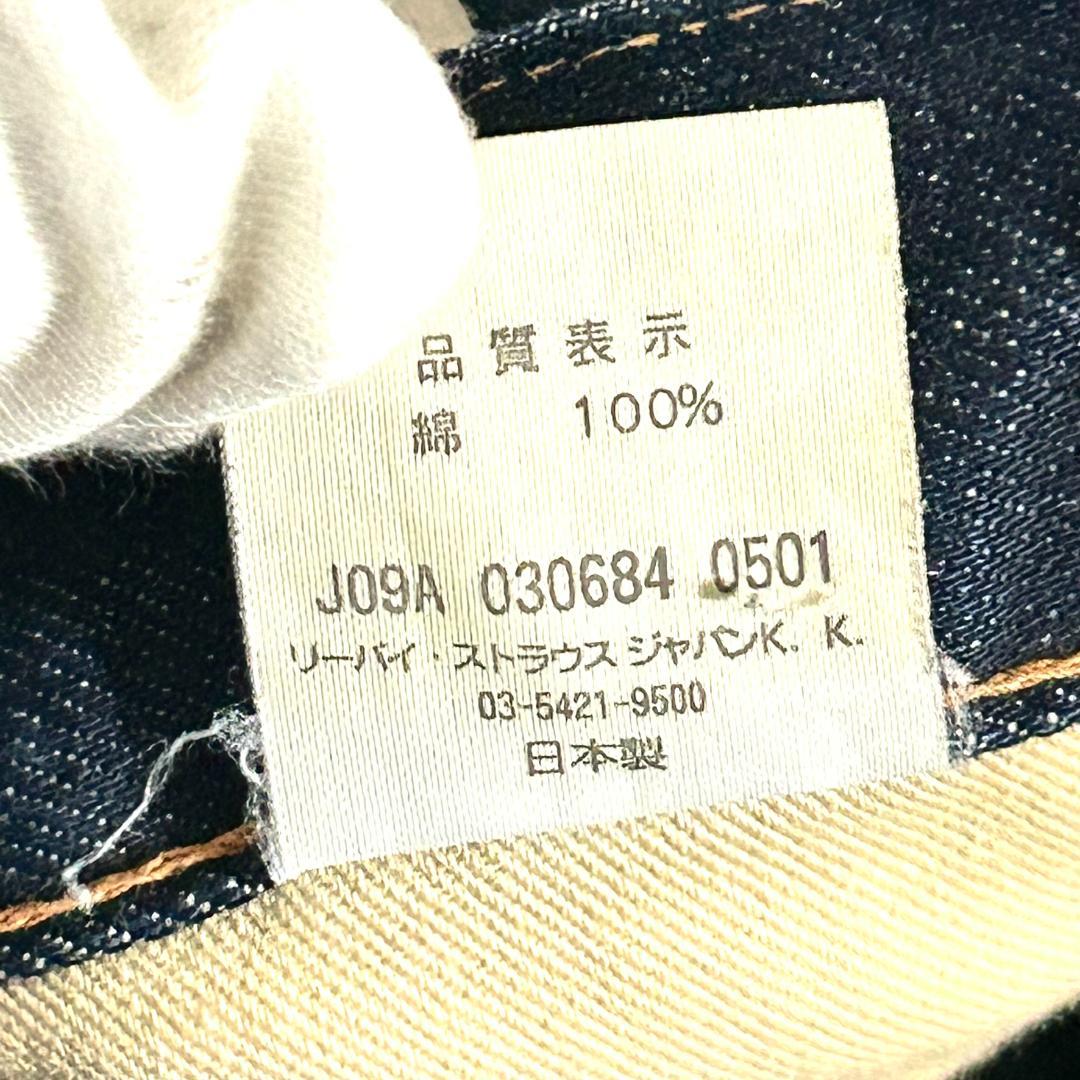 品質表示
綿 100%
J09A 030684 0501
リーバイ・ストラウス ジャパンK. K.
03-5421-9500
日本製